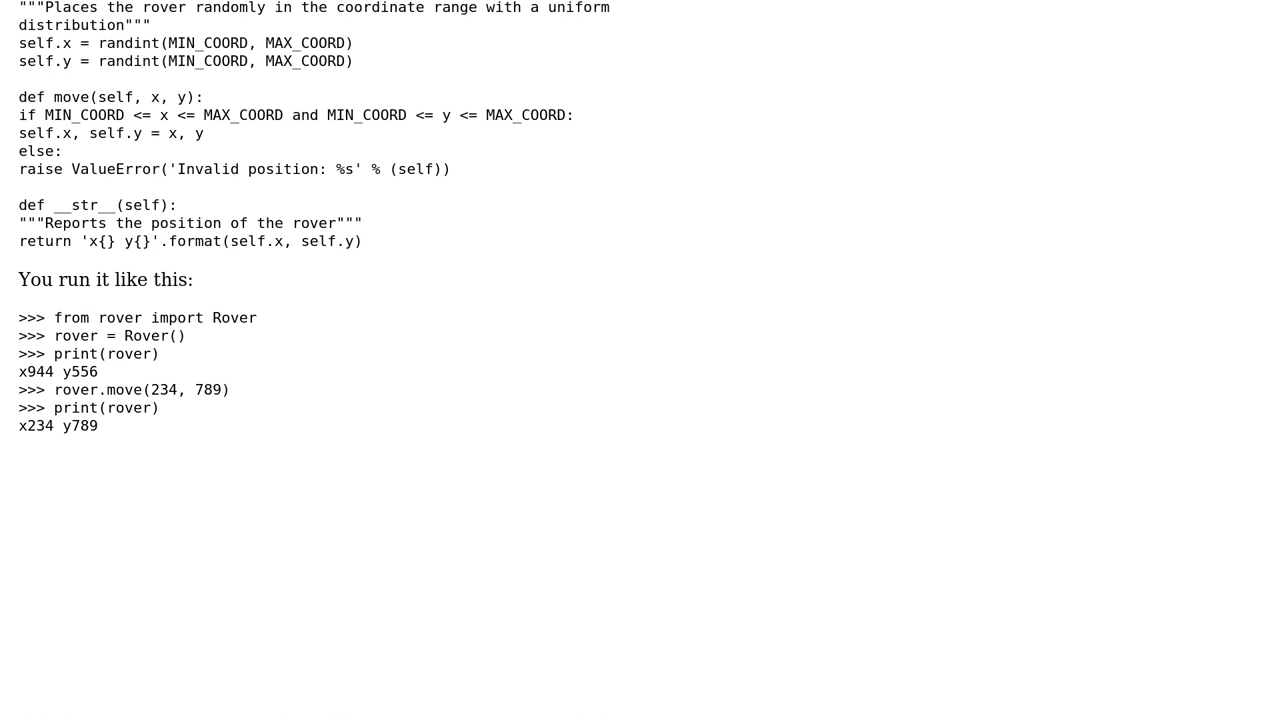 """Places the rover randomly in the coordinate range with a uniform
distribution"""
self.x = randint(MIN_COORD, MAX_COORD)
self.y = randint(MIN_COORD, MAX_COORD)
def move(self, x, y):
if MIN_COORD <= x <= MAX_COORD and MIN_COORD <= y <= MAX_COORD:
self.x, self.y = x, y
else:
raise ValueError('Invalid position: %s' % (self))
def __str__(self):
"""Reports the position of the rover"""
return 'x{} y{}'.format(self.x, self.y)
You run it like this:
>>> from rover import Rover
>>> rover = Rover()
>>> print(rover)
x944 y556
>>> rover.move(234, 789)
>>> print(rover)
x234 y789